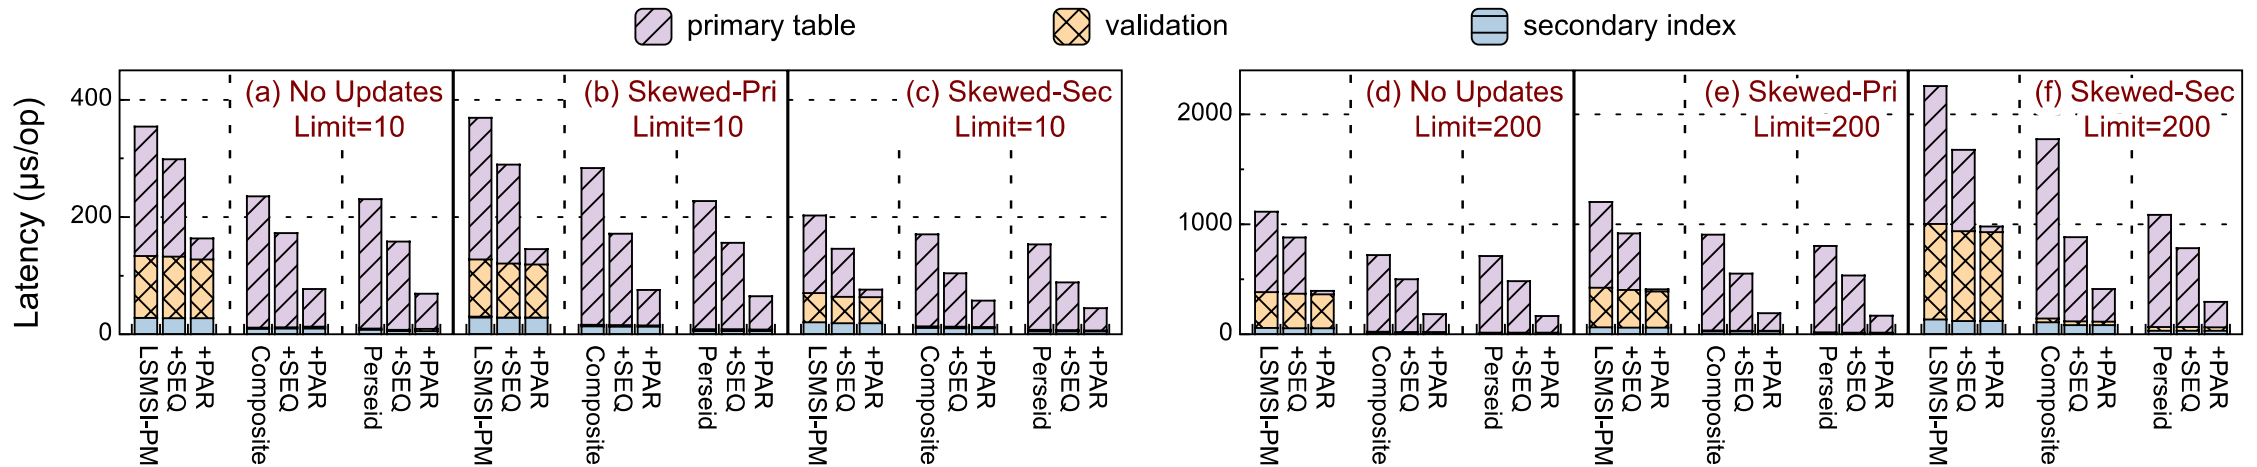 primary table
validation
secondary index
Latency (μs/op)
400
200
0
(a) No Updates
Limit=10
(b) Skewed-Pri
Limit=10
(c) Skewed-Sec
Limit=10
LSMSI-PM
+SEQ
+PAR
Composite
+SEQ
+PAR
Perseid
+SEQ
+PAR
LSMSI-PM
+SEQ
+PAR
Composite
+SEQ
+PAR
Perseid
+SEQ
+PAR
LSMSI-PM
+SEQ
+PAR
Composite
+SEQ
+PAR
Perseid
+SEQ
+PAR
2000
1000
0
(d) No Updates
Limit=200
(e) Skewed-Pri
Limit=200
(f) Skewed-Sec
Limit=200
LSMSI-PM
+SEQ
+PAR
Composite
+SEQ
+PAR
Perseid
+SEQ
+PAR
LSMSI-PM
+SEQ
+PAR
Composite
+SEQ
+PAR
Perseid
+SEQ
+PAR
LSMSI-PM
+SEQ
+PAR
Composite
+SEQ
+PAR
Perseid
+SEQ
+PAR